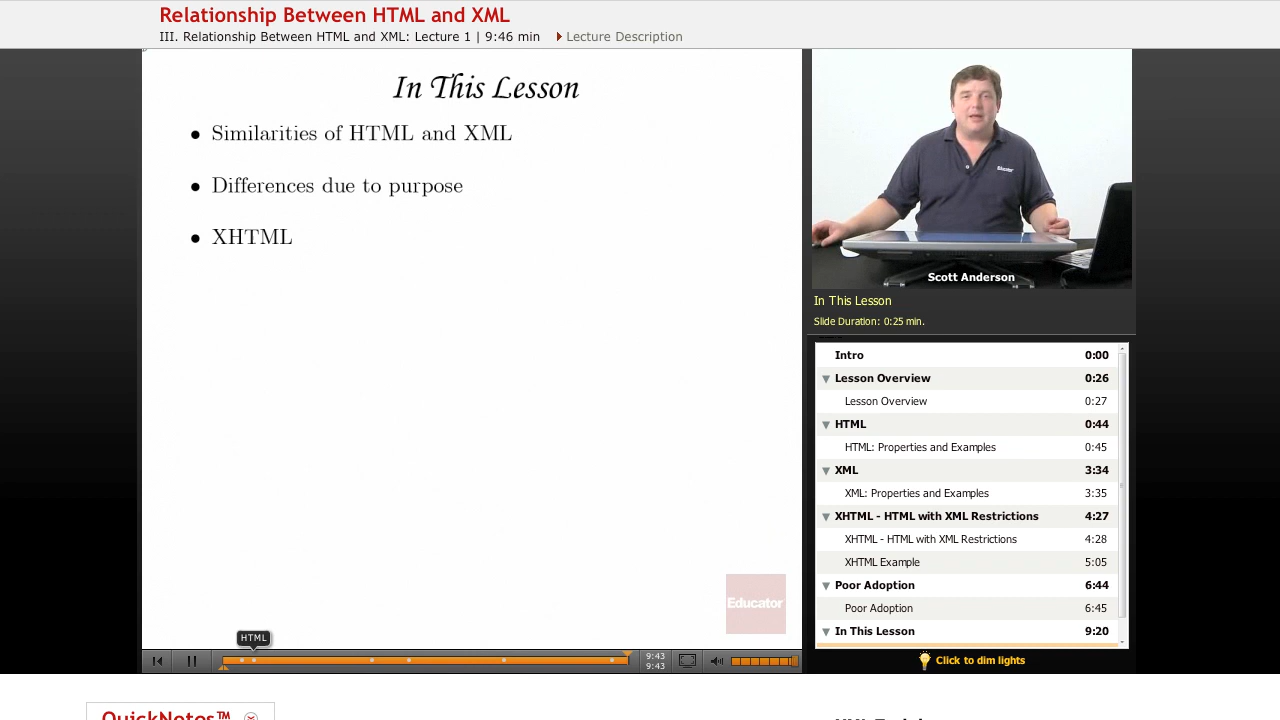 Relationship Between HTML and XML
III. Relationship Between HTML and XML: Lecture 1 | 9:46 min Lecture Description
In This Lesson
• Similarities of HTML and XML
• Differences due to purpose
• XHTML
Educator
Scott Anderson
In This Lesson
Slide Duration: 0:25 min.
Intro 0:00
Lesson Overview 0:26
Lesson Overview 0:27
HTML 0:44
HTML: Properties and Examples 0:45
XML 3:34
XML: Properties and Examples 3:35
XHTML - HTML with XML Restrictions 4:27
XHTML - HTML with XML Restrictions 4:28
XHTML Example 5:05
Poor Adoption 6:44
Poor Adoption 6:45
In This Lesson 9:20
HTML
9:43
9:43
Click to dim lights
QuickNotes™